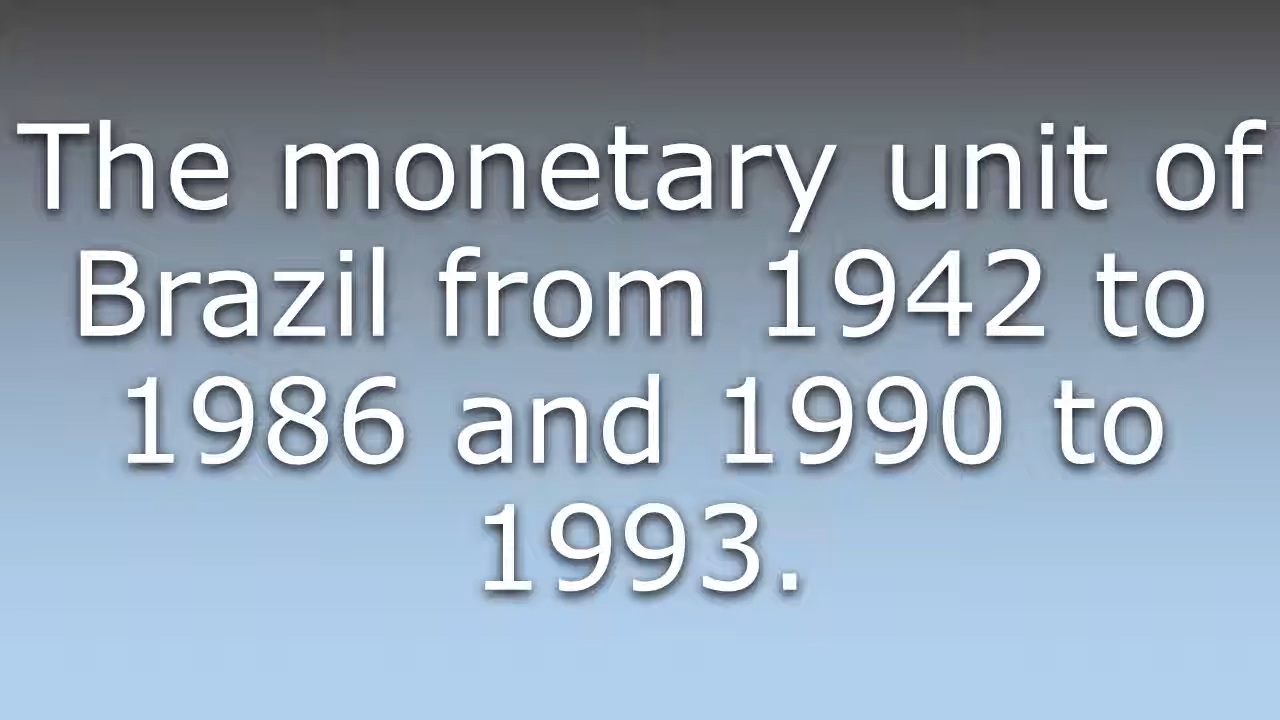 The monetary unit of
Brazil from 1942 to
1986 and 1990 to
1993.